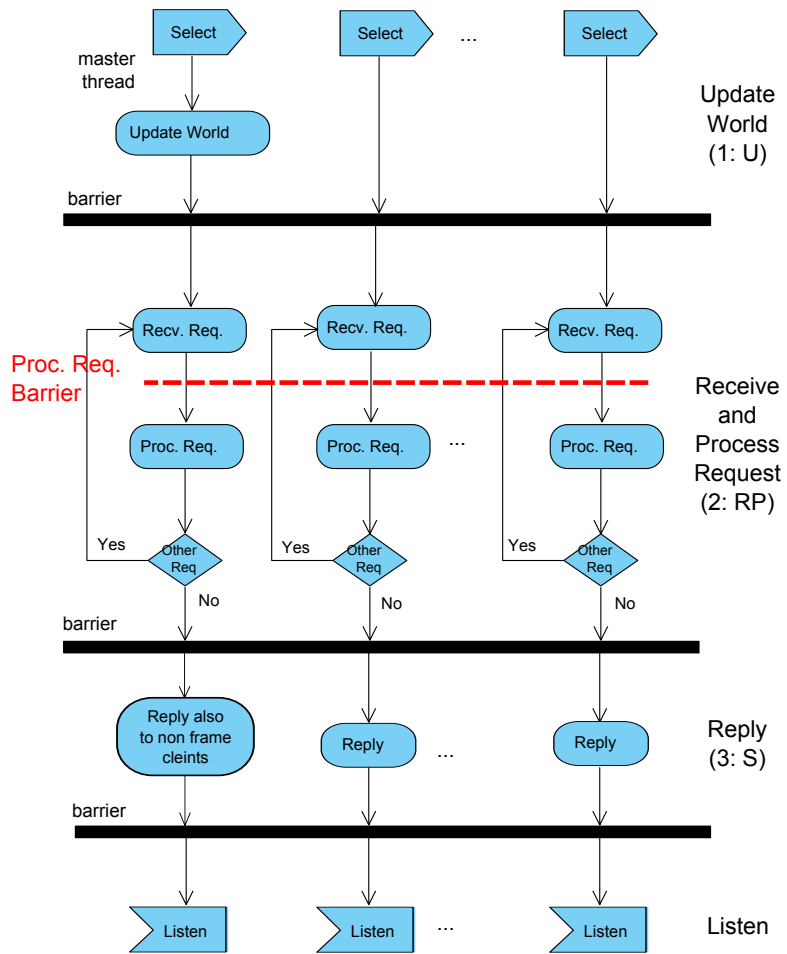 Select
Select
...
Select
master
thread
Update World
Update
World
(1: U)
barrier
Recv. Req.
Recv. Req.
Recv. Req.
Proc. Req.
Barrier
Receive
and
Process
Request
(2: RP)
Proc. Req.
Proc. Req.
...
Proc. Req.
Yes
Other
Req
Yes
Other
Req
Yes
Other
Req
No
No
No
barrier
Reply also
to non frame
cleints
Reply
...
Reply
Reply
(3: S)
barrier
Listen
Listen
...
Listen
Listen